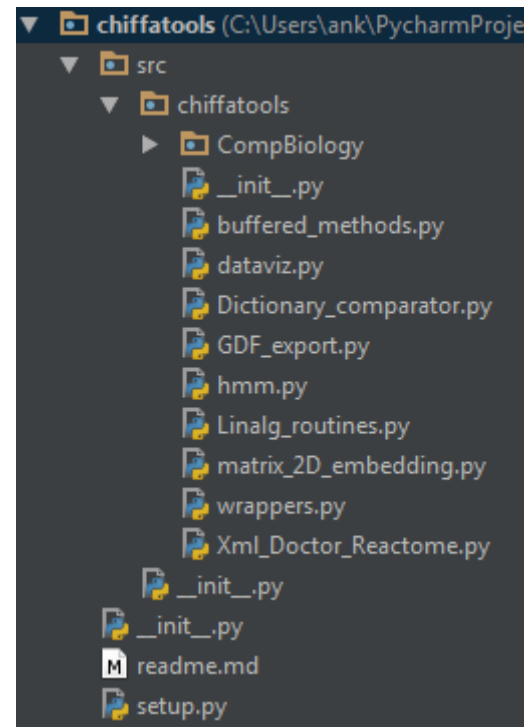 chiffatools (C:\Users\ank\PycharmProje
src
chiffatools
CompBiology
__init__.py
buffered_methods.py
dataviz.py
Dictionary_comparator.py
GDF_export.py
hmm.py
Linalg_routines.py
matrix_2D_embedding.py
wrappers.py
Xml_Doctor_Reactome.py
__init__.py
__init__.py
M readme.md
setup.py